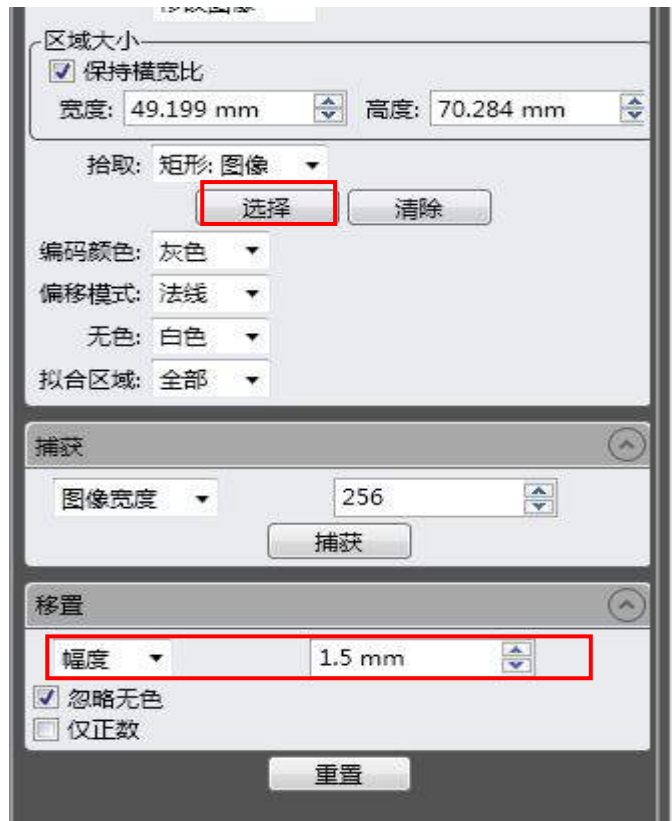 区域大小
保持横宽比
宽度: 49.199 mm 高度: 70.284 mm
拾取: 矩形: 图像
选择 清除
编码颜色: 灰色
偏移模式: 法线
无色: 白色
拟合区域: 全部
捕获
图像宽度 256
捕获
移置
幅度 1.5 mm
忽略无色
仅正数
重置